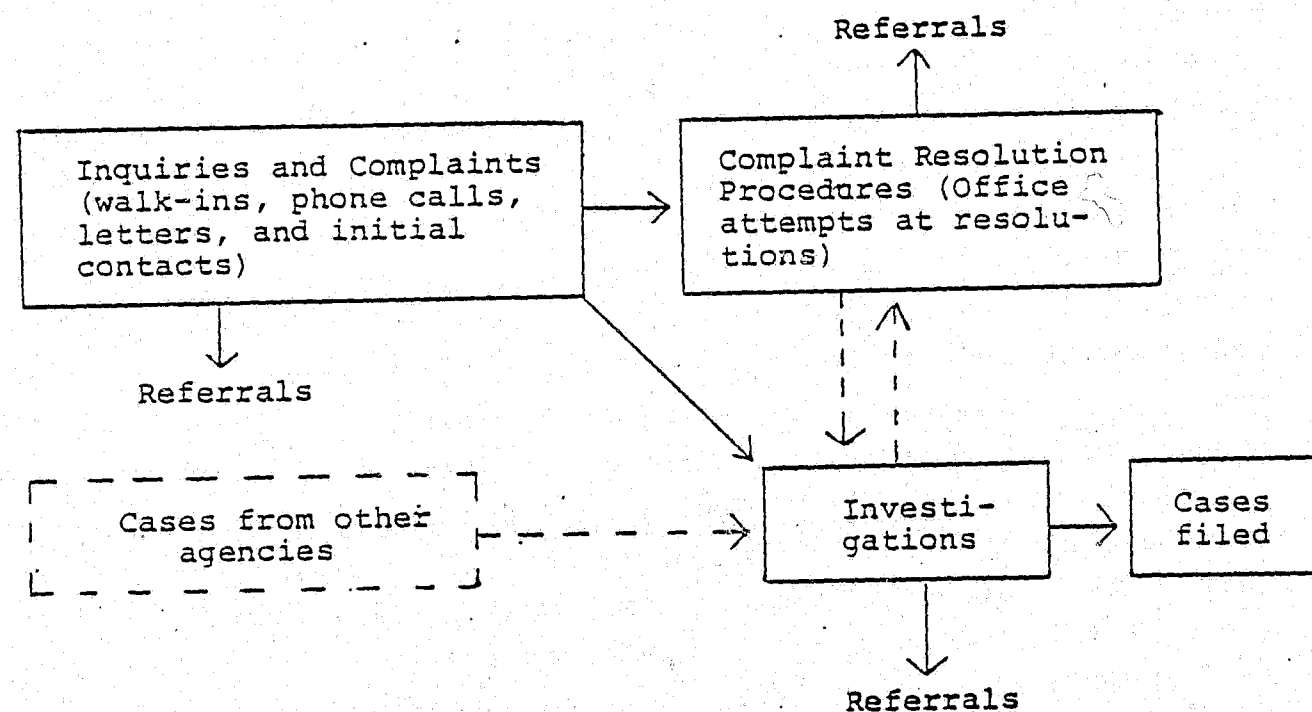 Referrals
Inquiries and Complaints
(walk-ins, phone calls,
letters, and initial
contacts)
Complaint Resolution
Procedures (Office
attempts at resolu-
tions)
Referrals
Cases from other
agencies
Investi-
gations
Cases
filed
Referrals